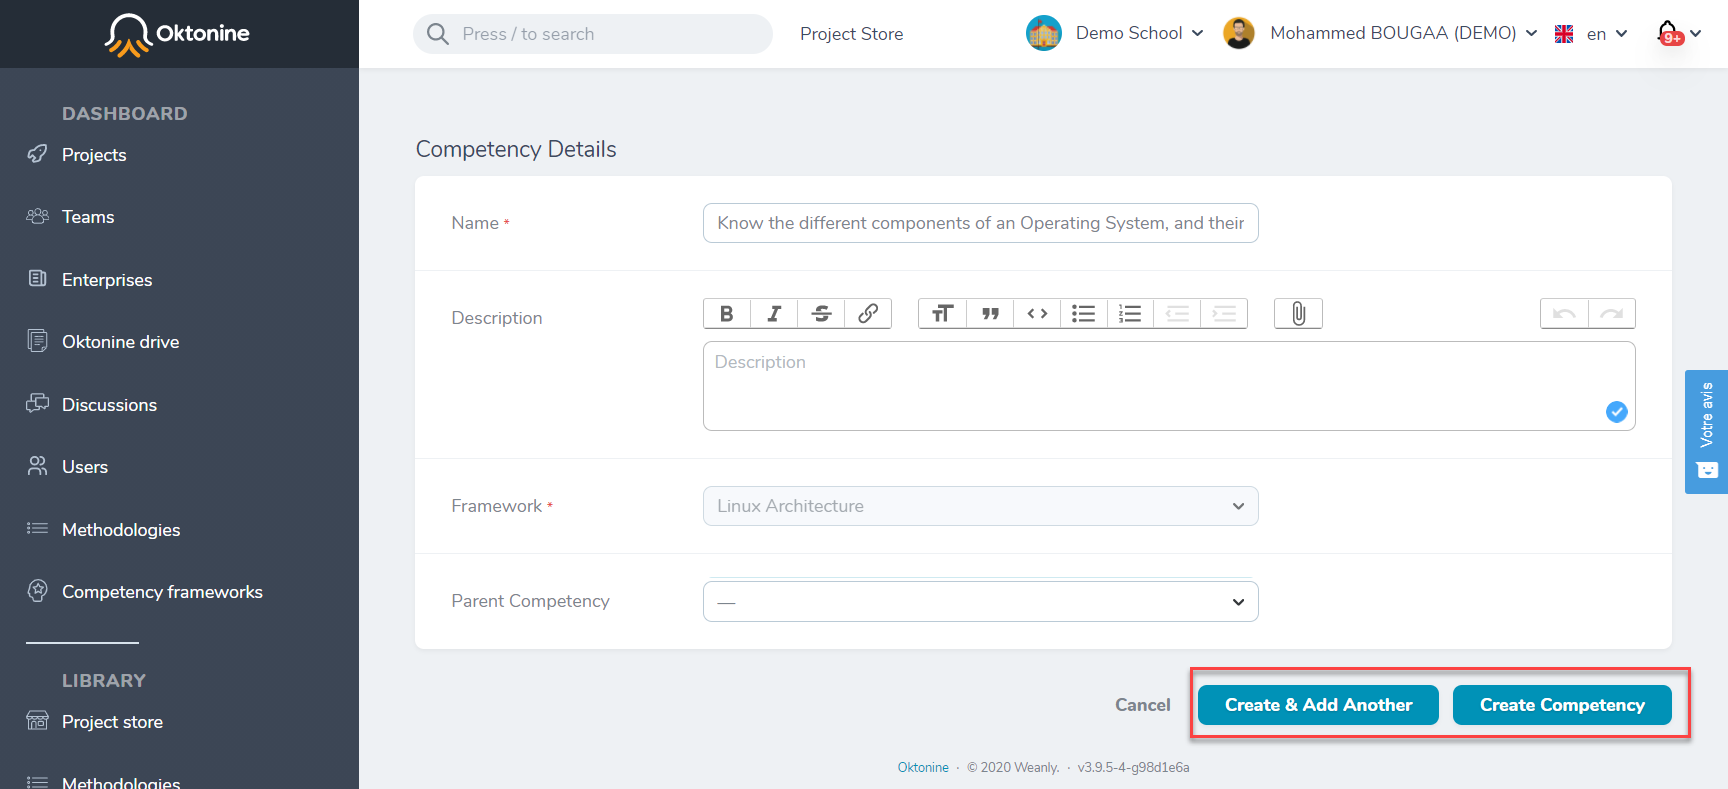 Oktonine
Press / to search
Project Store
Demo School
Mohammed BOUGAA (DEMO)
en
9+
DASHBOARD
Projects
Teams
Enterprises
Oktonine drive
Discussions
Users
Methodologies
Competency frameworks
LIBRARY
Project store
Methodologies
Competency Details
Name *
Know the different components of an Operating System, and their
Description
Description
Framework *
Linux Architecture
Parent Competency
—
Cancel
Create & Add Another
Create Competency
Oktonine · © 2020 Weanly. · v3.9.5-4-g98d1e6a
Votre avis